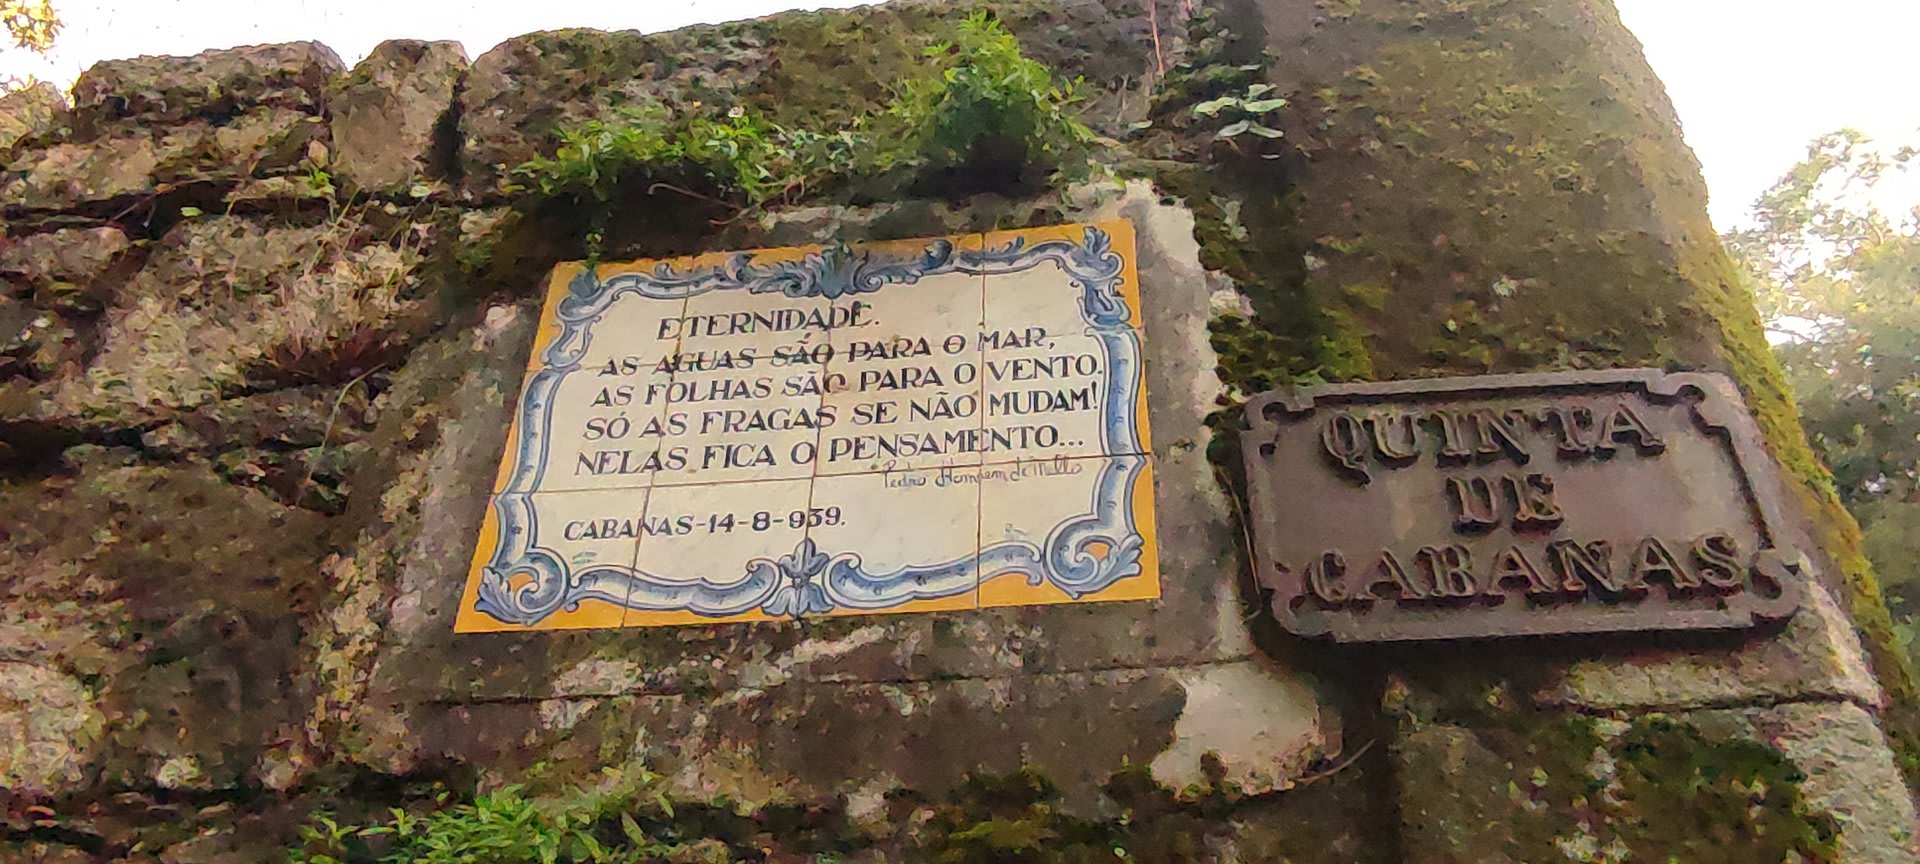 ETERNIDADE.
AS AGUAS SÃO PARA O MAR,
AS FOLHAS SÃO PARA O VENTO.
SÓ AS FRAGAS SE NÃO MUDAM!
NELAS FICA O PENSAMENTO...
Pedro Homem de Mello
CABANAS-14-8-939.
QUINTA
DE
CABANAS